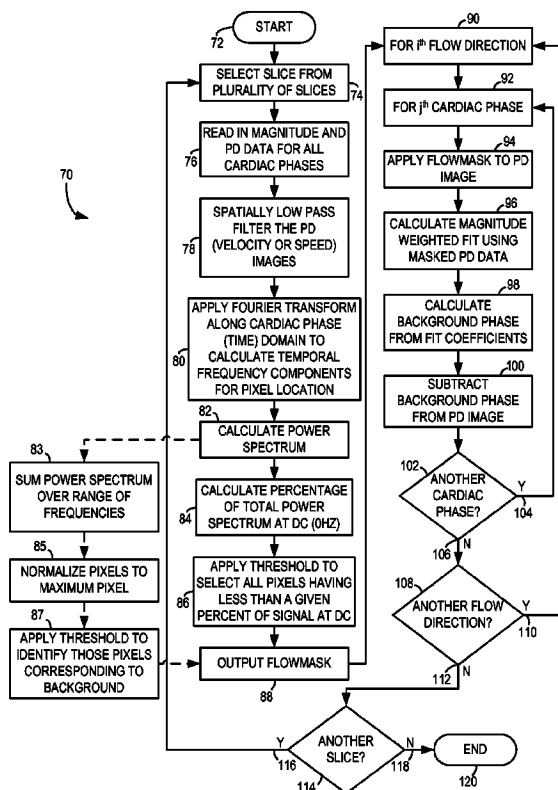 70
START
72
SELECT SLICE FROM
PLURALITY OF SLICES
74
READ IN MAGNITUDE AND
PD DATA FOR ALL
CARDIAC PHASES
76
SPATIALLY LOW PASS
FILTER THE PD
(VELOCITY OR SPEED)
IMAGES
78
APPLY FOURIER TRANSFORM
ALONG CARDIAC PHASE
(TIME) DOMAIN TO
CALCULATE TEMPORAL
FREQUENCY COMPONENTS
FOR PIXEL LOCATION
80
82
CALCULATE POWER
SPECTRUM
83
SUM POWER SPECTRUM
OVER RANGE OF
FREQUENCIES
85
NORMALIZE PIXELS TO
MAXIMUM PIXEL
87
APPLY THRESHOLD TO
IDENTIFY THOSE PIXELS
CORRESPONDING TO
BACKGROUND
CALCULATE PERCENTAGE
OF TOTAL POWER
SPECTRUM AT DC (0HZ)
84
APPLY THRESHOLD TO
SELECT ALL PIXELS HAVING
LESS THAN A GIVEN
PERCENT OF SIGNAL AT DC
86
OUTPUT FLOWMASK
88
90
FOR ith FLOW DIRECTION
92
FOR jth CARDIAC PHASE
94
APPLY FLOWMASK TO PD
IMAGE
96
CALCULATE MAGNITUDE
WEIGHTED FIT USING
MASKED PD DATA
98
CALCULATE
BACKGROUND PHASE
FROM FIT COEFFICIENTS
100
SUBTRACT
BACKGROUND PHASE
FROM PD IMAGE
102
ANOTHER
CARDIAC
PHASE?
Y
104
106
N
108
ANOTHER FLOW
DIRECTION?
Y
110
112
N
ANOTHER
SLICE?
114
Y
116
N
118
END
120